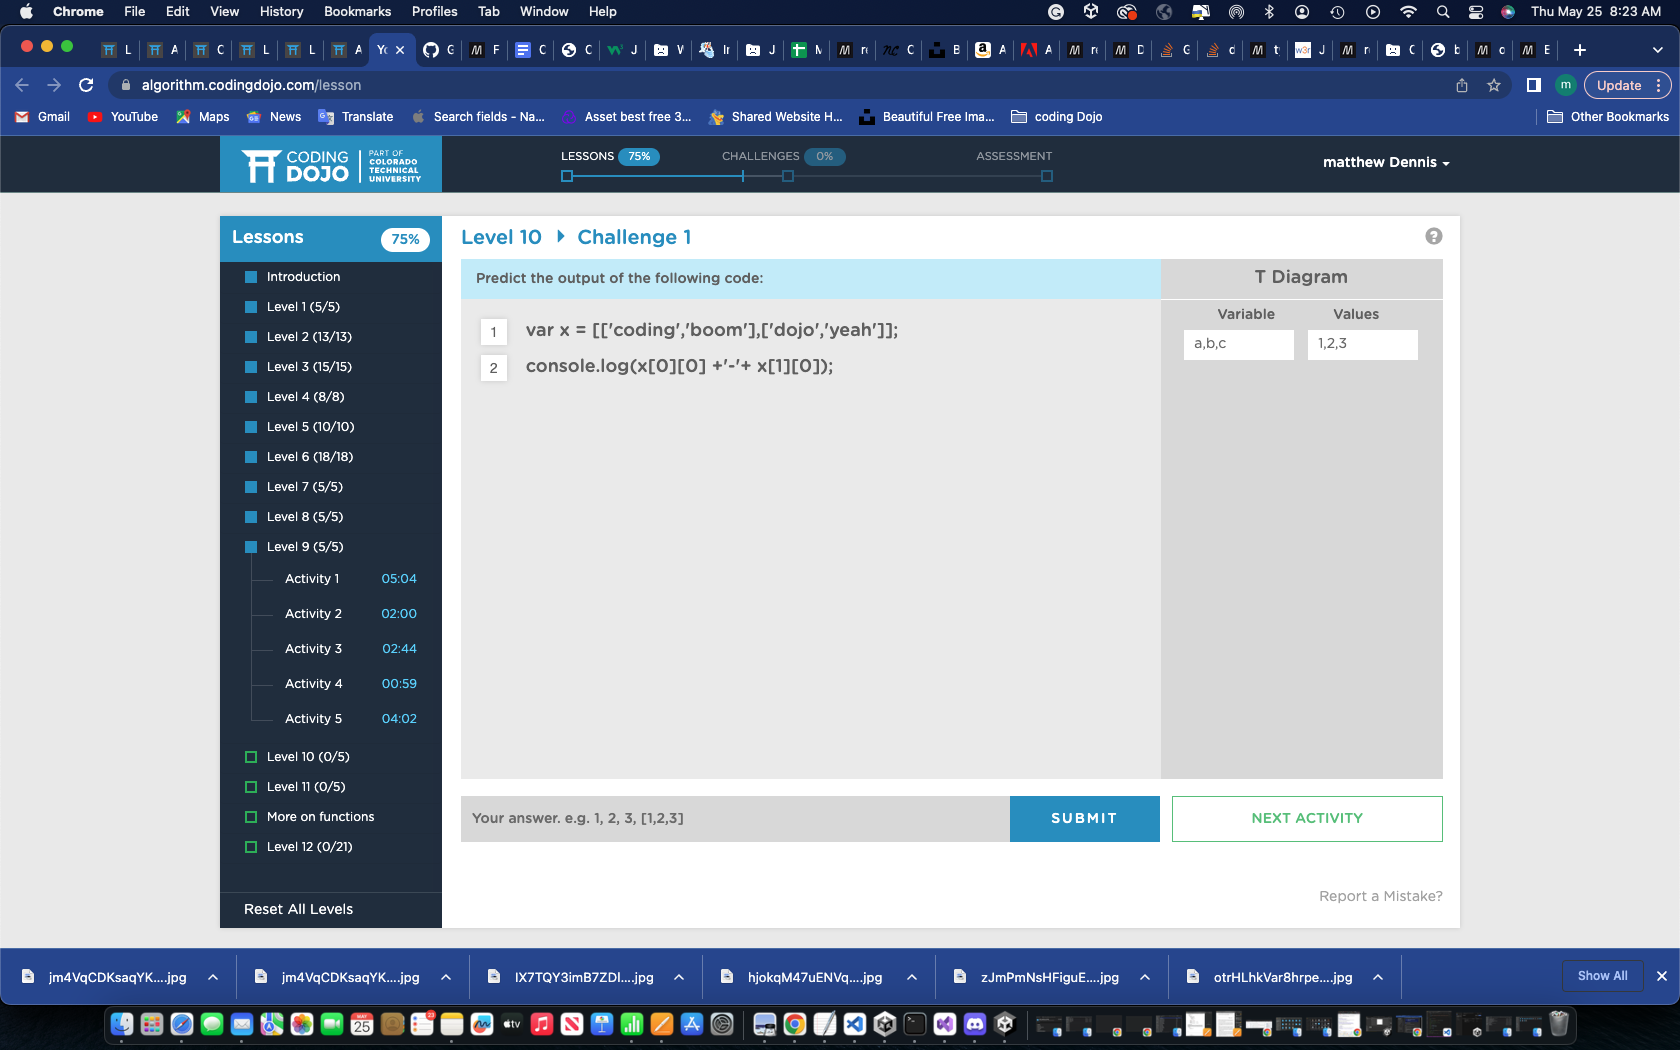 Chrome File Edit View History Bookmarks Profiles Tab Window Help Thu May 25 8:23 AM
algorithm.codingdojo.com/lesson
Update
Gmail YouTube Maps News Translate Search fields - Na... Asset best free 3... Shared Website H... Beautiful Free Ima... coding Dojo Other Bookmarks
CODING DOJO PART OF COLORADO TECHNICAL UNIVERSITY
LESSONS 75% CHALLENGES 0% ASSESSMENT
matthew Dennis
Lessons 75%
Introduction
Level 1 (5/5)
Level 2 (13/13)
Level 3 (15/15)
Level 4 (8/8)
Level 5 (10/10)
Level 6 (18/18)
Level 7 (5/5)
Level 8 (5/5)
Level 9 (5/5)
Activity 1 05:04
Activity 2 02:00
Activity 3 02:44
Activity 4 00:59
Activity 5 04:02
Level 10 (0/5)
Level 11 (0/5)
More on functions
Level 12 (0/21)
Reset All Levels
Level 10 Challenge 1
Predict the output of the following code:
1 var x = [['coding','boom'],['dojo','yeah']];
2 console.log(x[0][0] +'-'+ x[1][0]);
T Diagram
Variable Values
a,b,c 1,2,3
Your answer. e.g. 1, 2, 3, [1,2,3]
SUBMIT
NEXT ACTIVITY
Report a Mistake?
jm4VqCDKsaqYK....jpg jm4VqCDKsaqYK....jpg IX7TQY3imB7ZDI....jpg hjokqM47uENVq....jpg zJmPmNsHFiguE....jpg otrHLhkVar8hrpe....jpg Show All